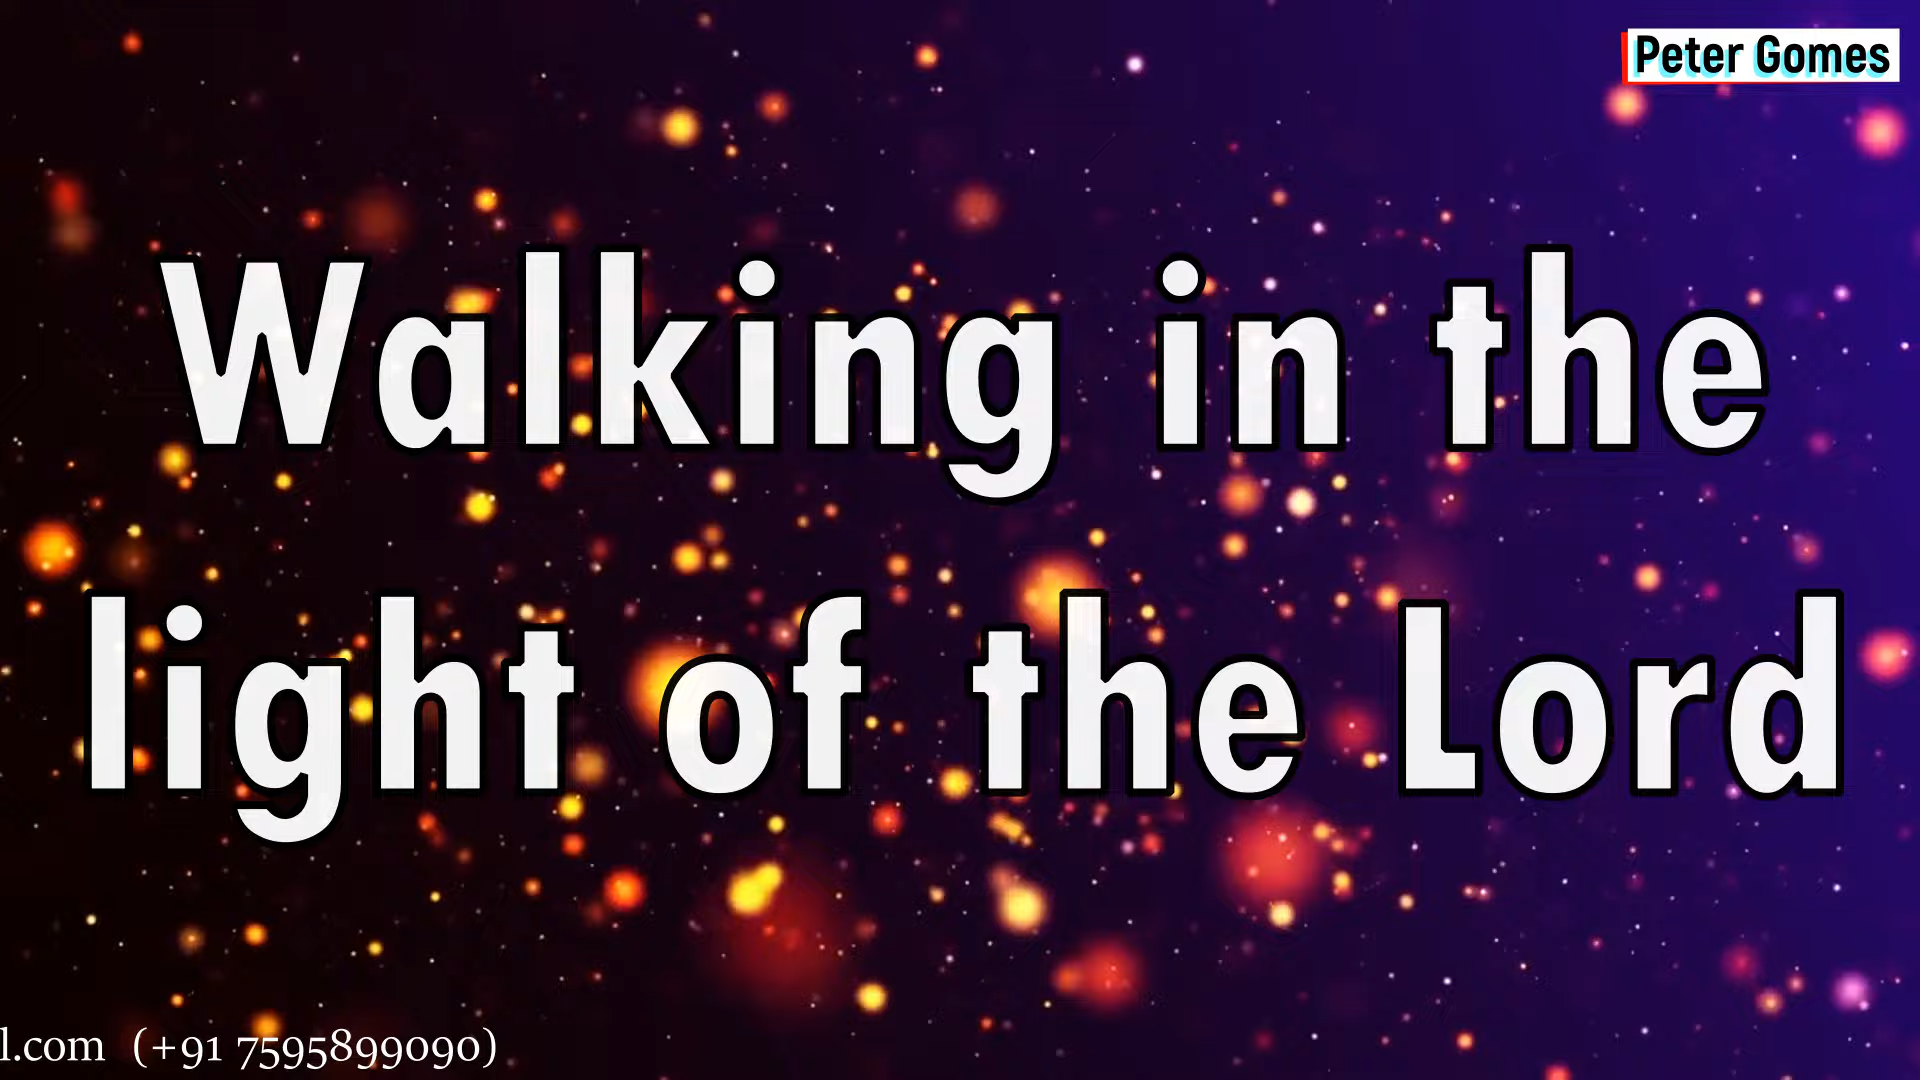 Peter Gomes
Walking in the
light of the Lord
l.com (+91 7595899090)